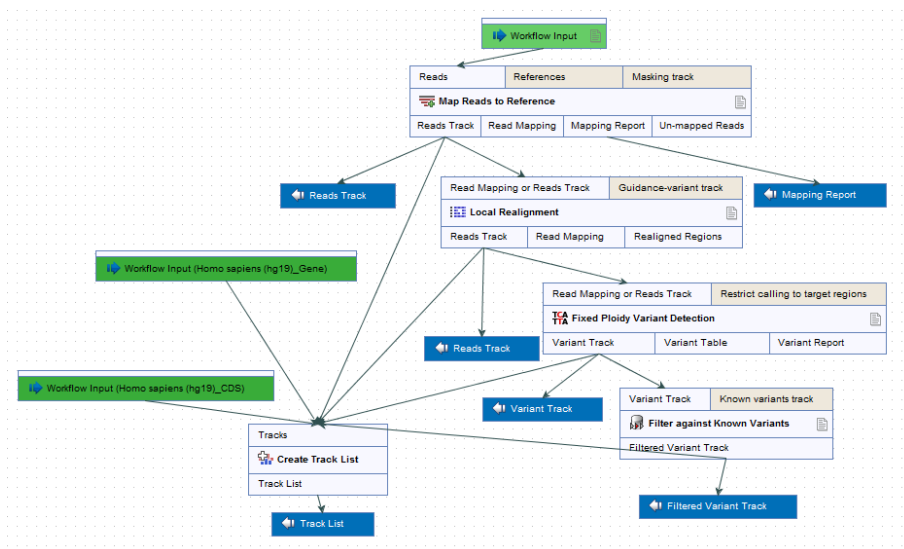 Workflow Input
Reads References Masking track
Map Reads to Reference
Reads Track Read Mapping Mapping Report Un-mapped Reads
Reads Track
Mapping Report
Read Mapping or Reads Track Guidance-variant track
Local Realignment
Reads Track Read Mapping Realigned Regions
Workflow Input (Homo sapiens (hg19)_Gene)
Read Mapping or Reads Track Restrict calling to target regions
TCA
TTA Fixed Ploidy Variant Detection
Variant Track Variant Table Variant Report
Reads Track
Workflow Input (Homo sapiens (hg19)_CDS)
Variant Track
Variant Track Known variants track
Filter against Known Variants
Filtered Variant Track
Tracks
Create Track List
Track List
Filtered Variant Track
Track List